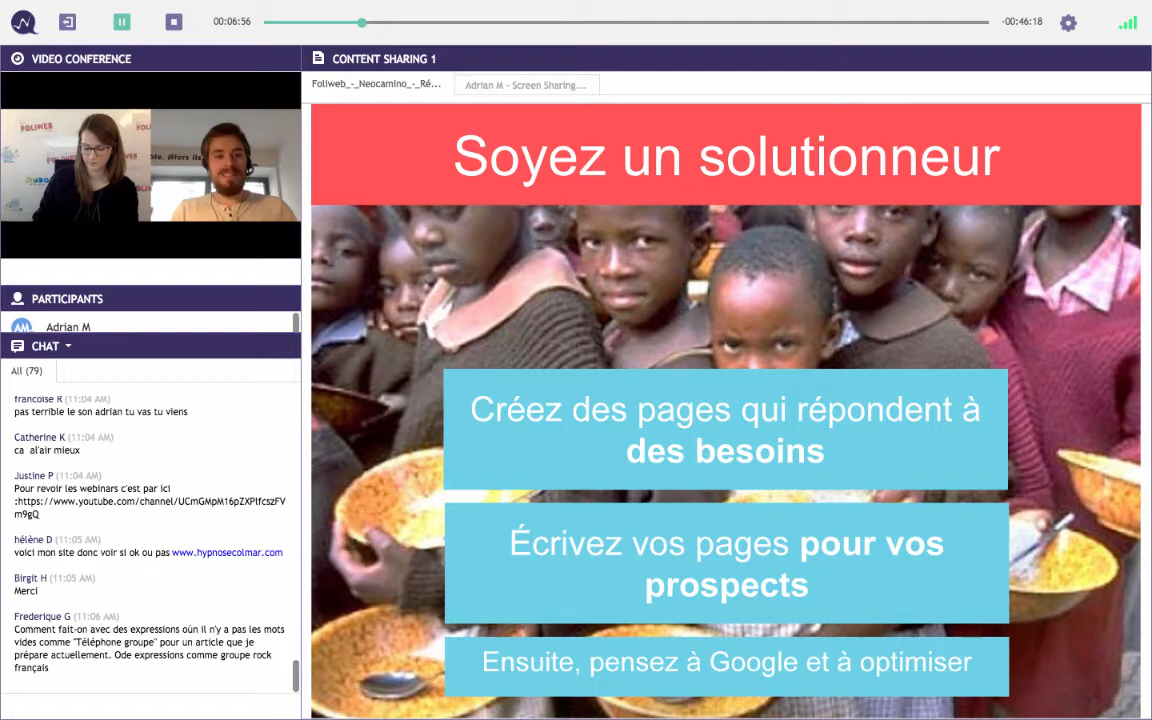 00:06:56
-00:46:18
VIDEO CONFERENCE
CONTENT SHARING 1
Foliweb_-_Neocamino_-_Ré...
Adrian M - Screen Sharing...
FOLIWEB
PARTICIPANTS
AM
Adrian M
CHAT
All (79)
francoise R (11:04 AM)
pas terrible le son adrian tu vas tu viens
Catherine K (11:04 AM)
ca al'air mieux
Justine P (11:04 AM)
Pour revoir les webinars c'est par ici
:https://www.youtube.com/channel/UCmGMpM16pZXPlfcszFV
m9gQ
hélène D (11:05 AM)
voici mon site donc voir si ok ou pas www.hypnosecolmar.com
Birgit H (11:05 AM)
Merci
Frederique G (11:06 AM)
Comment fait-on avec des expressions oùn il n'y a pas les mots
vides comme "Téléphone groupe" pour un article que je
prépare actuellement. Ode expressions comme groupe rock
français
Soyez un solutionneur
Créez des pages qui répondent à
des besoins
Écrivez vos pages pour vos
prospects
Ensuite, pensez à Google et à optimiser